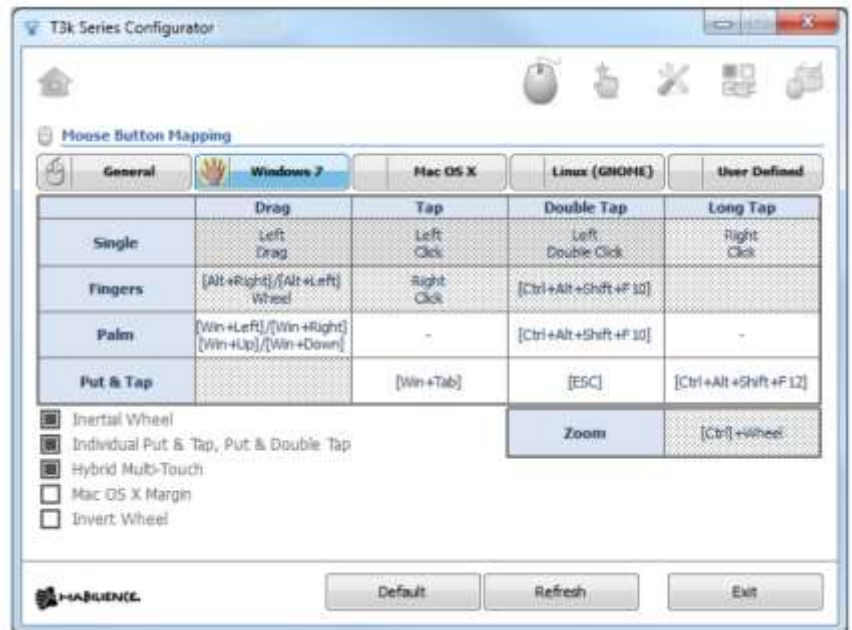 T3k Series Configurator
Mouse Button Mapping
General Windows 7 Mac OS X Linux (GNOME) User Defined
Drag Tap Double Tap Long Tap
Single Left Drag Left Click Left Double Click Right Click
Fingers [Alt+Right]/[Alt+Left] Wheel Right Click [Ctrl+Alt+Shift+F10]
Palm [Win+Left]/[Win+Right] [Win+Up]/[Win+Down] - [Ctrl+Alt+Shift+F10] -
Put & Tap [Win+Tab] [ESC] [Ctrl+Alt+Shift+F12]
Inertial Wheel
Zoom [Ctrl]+Wheel
Individual Put & Tap, Put & Double Tap
Hybrid Multi-Touch
Mac OS X Margin
Invert Wheel
HABILIENCE.
Default Refresh Exit